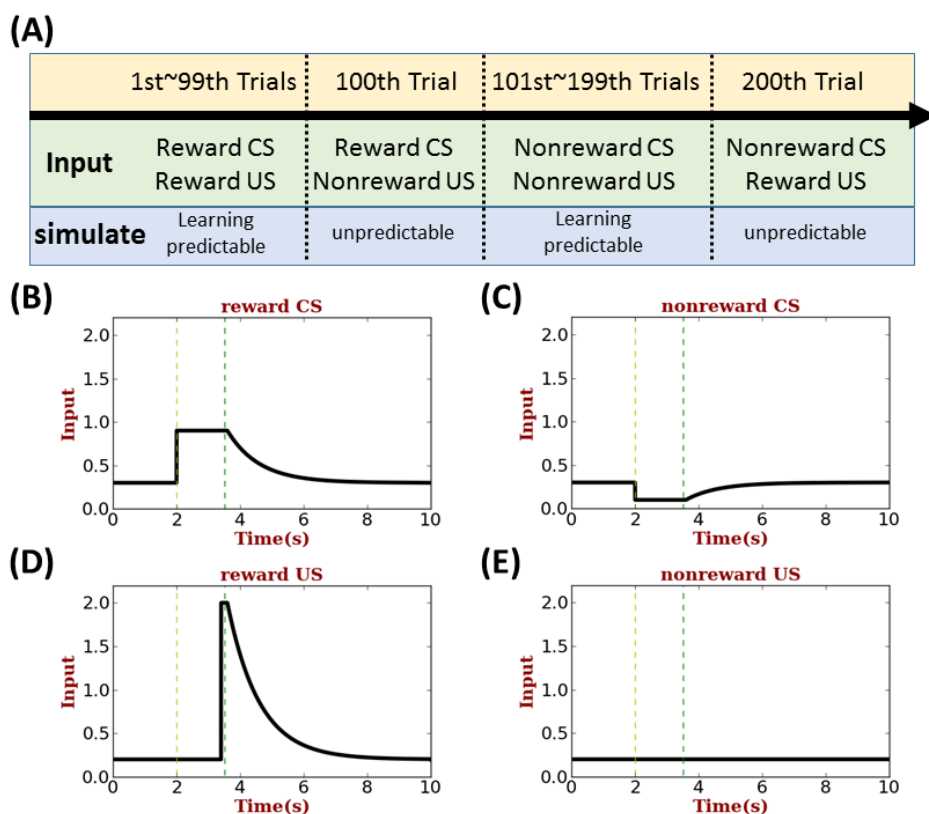 (A)
1st~99th Trials 100th Trial 101st~199th Trials 200th Trial
Input
Reward CS Reward CS Nonreward CS Nonreward CS
Reward US Nonreward US Nonreward US Reward US
simulate
Learning predictable unpredictable Learning predictable unpredictable
(B)
reward CS
2.0
1.5
1.0
0.5
0.0
Input
0 2 4 6 8 10
Time(s)
(C)
nonreward CS
2.0
1.5
1.0
0.5
0.0
Input
0 2 4 6 8 10
Time(s)
(D)
reward US
2.0
1.5
1.0
0.5
0.0
Input
0 2 4 6 8 10
Time(s)
(E)
nonreward US
2.0
1.5
1.0
0.5
0.0
Input
0 2 4 6 8 10
Time(s)